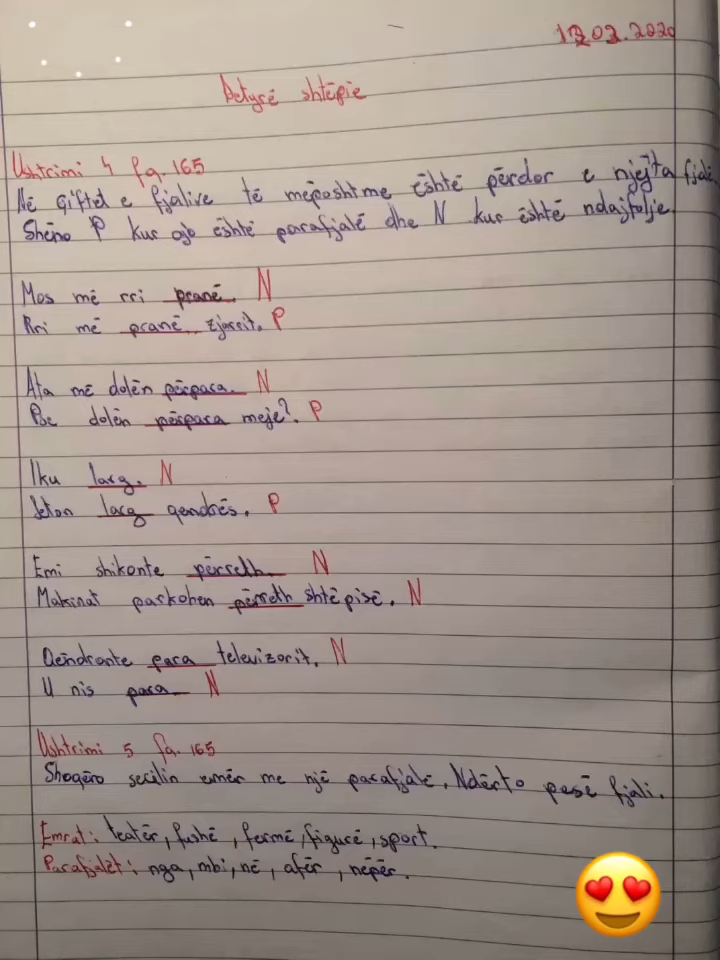 13.02.2020
Detyrë shtëpie
Ushtrimi 4 fq.165
Në çiftet e fjalive të mëposhtme është përdor e njejta fjalë.
Shëno P kur ajo është parafjalë dhe N kur është ndajfolje.
Mos më rri pranë. N
Rri më pranë zjarrit. P
Ata më dolën përpara. N
Pse dolën përpara meje?. P
Iku larg. N
Jeton larg qendrës. P
Emi shikonte përreth. N
Makinat parkohen përreth shtëpisë. N
Qëndronte para televizorit. N
U nis para N
Ushtrimi 5 fq.165
Shoqëro secilin emër me një parafjalë. Ndërto pesë fjali.
Emrat: teatër, fushë, fermë, figurë, sport.
Parafjalët: nga, mbi, në, afër, nëpër.